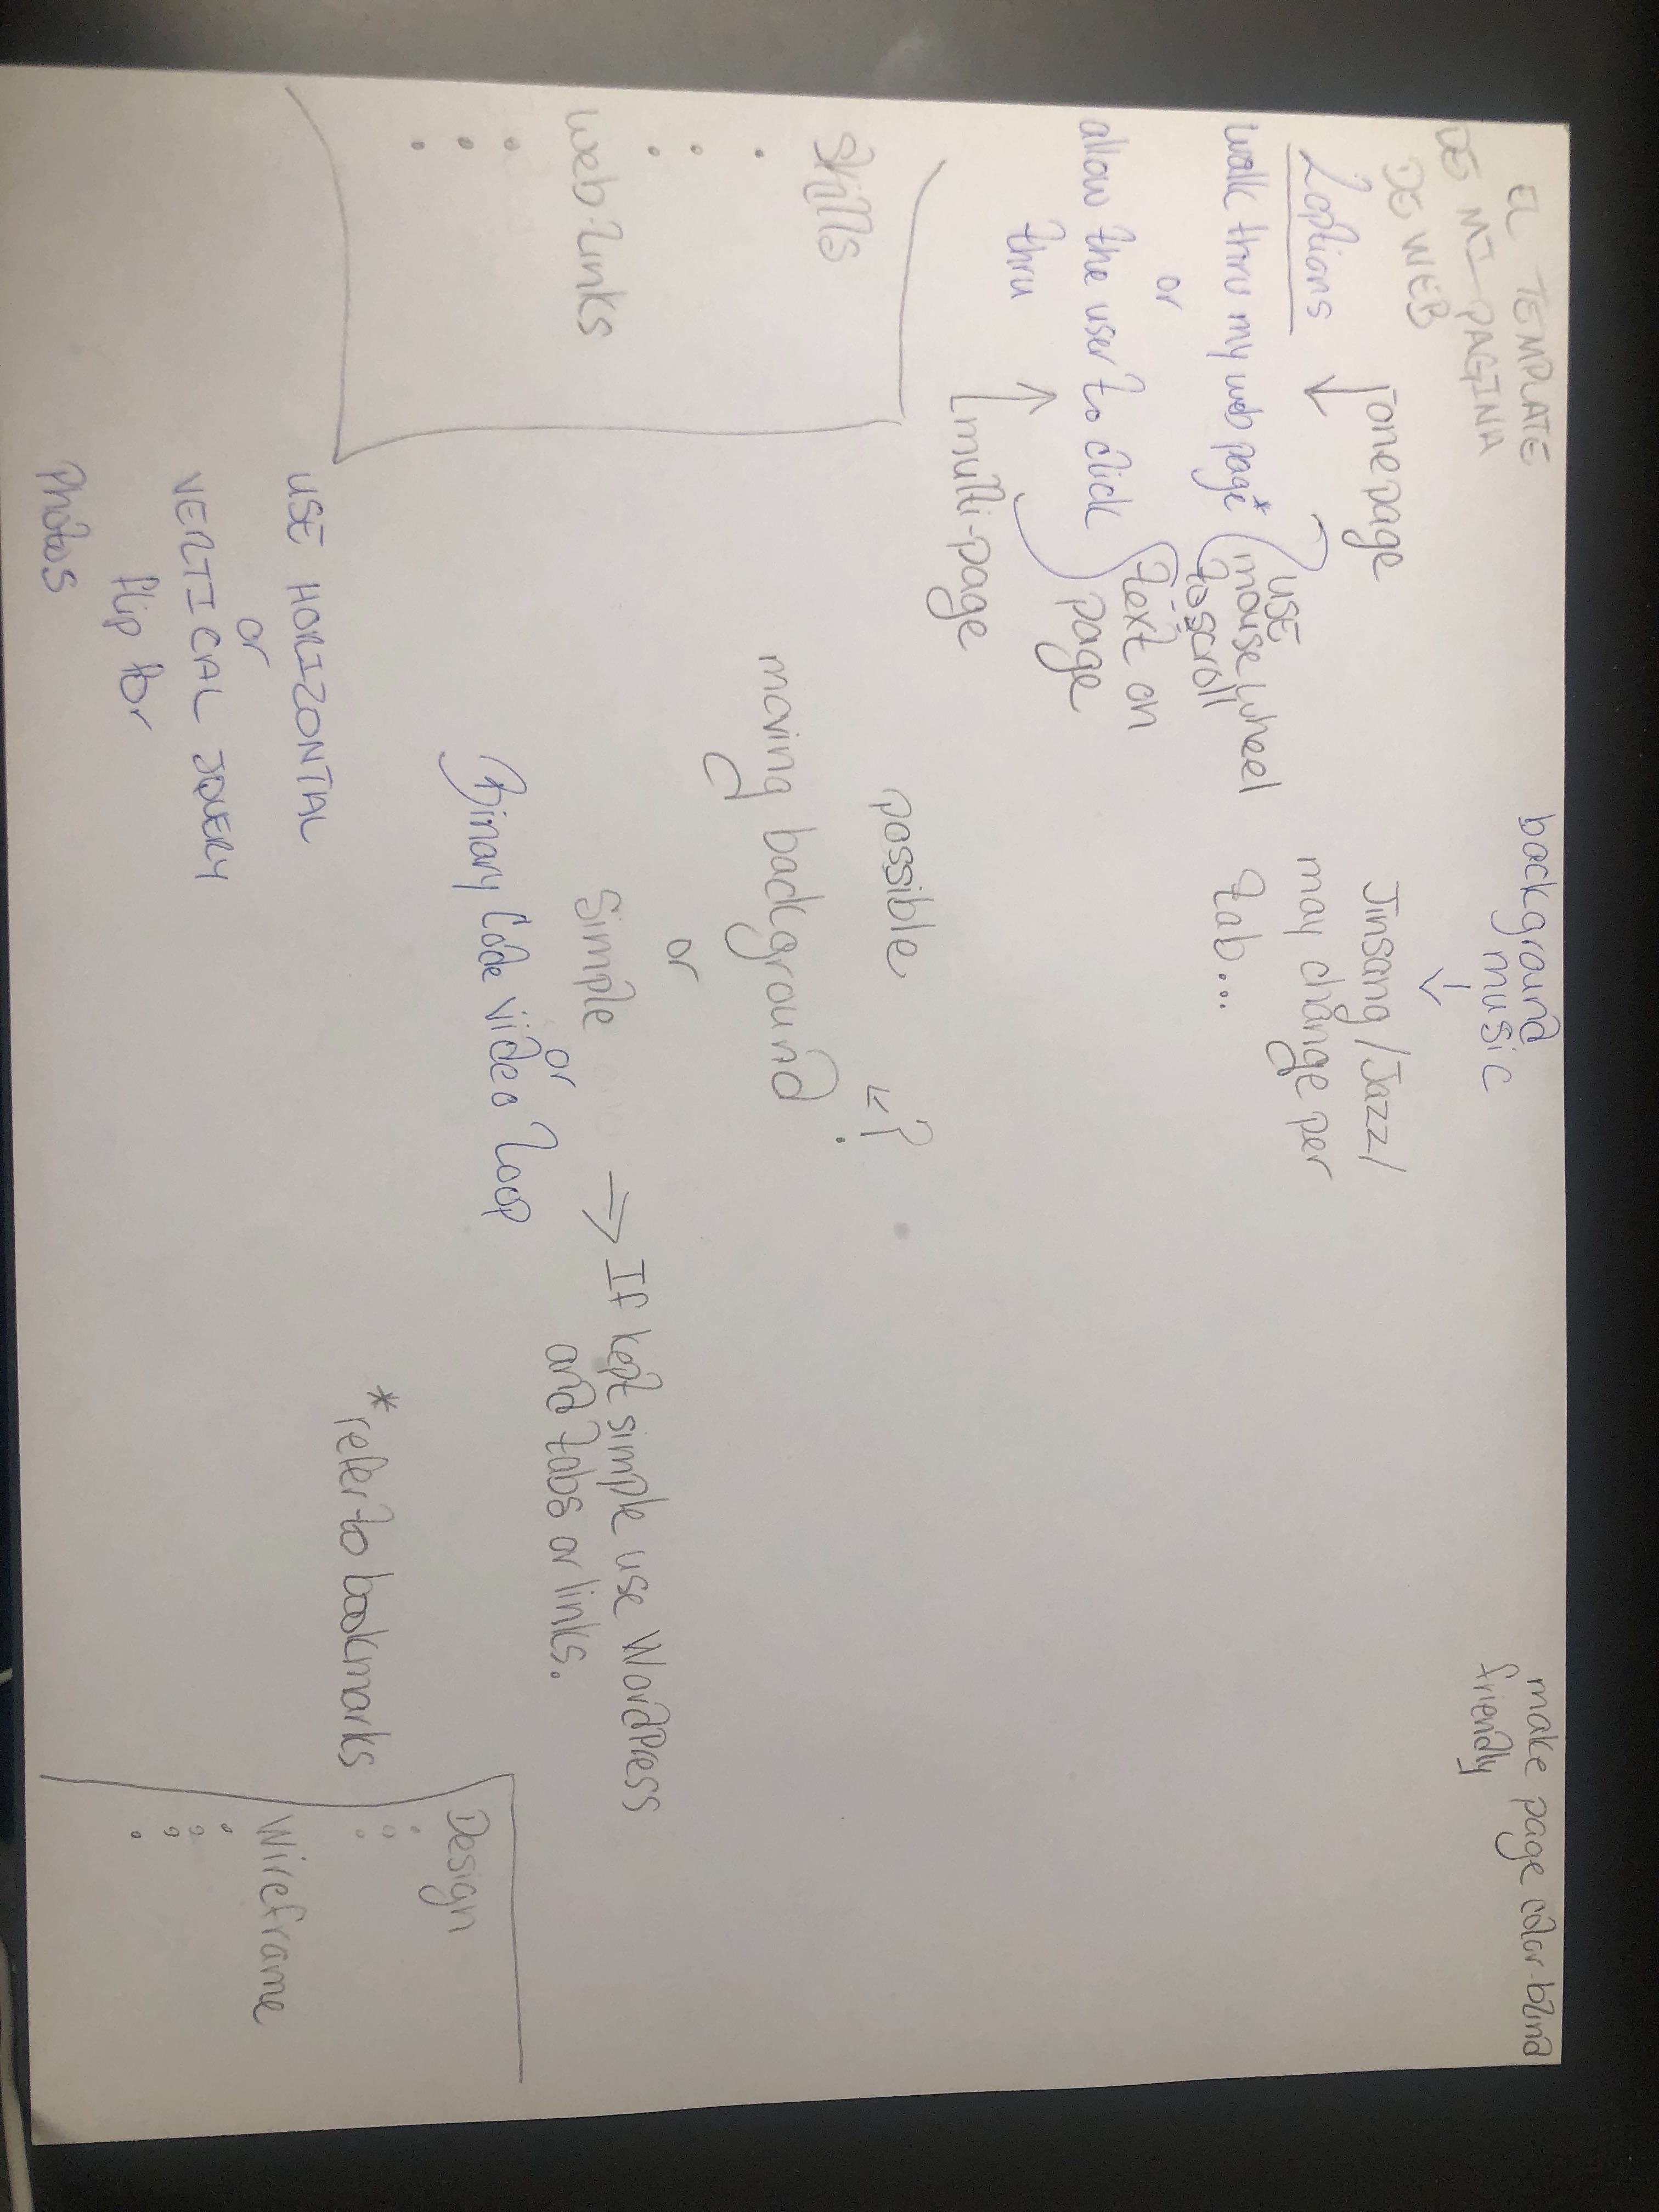 EL TEMPLATE
DE MI PAGINA
DE WEB
one page
2 options
walk thru my web page*
USE
mouse wheel
to scroll
or
allow the user to click
thru
text on
page
multi-page
background
music
Jinsang/Jazz/
may change per
tab...
make page color-blind
friendly
Skills
web-links
possible
?
moving background
or
Simple
or
Binary Code video loop
If kept simple use WordPress
and tabs or links.
USE HORIZONTAL
or
VERTICAL JQUERY
flip for
Photos
*refer to bookmarks
Design
Wireframe